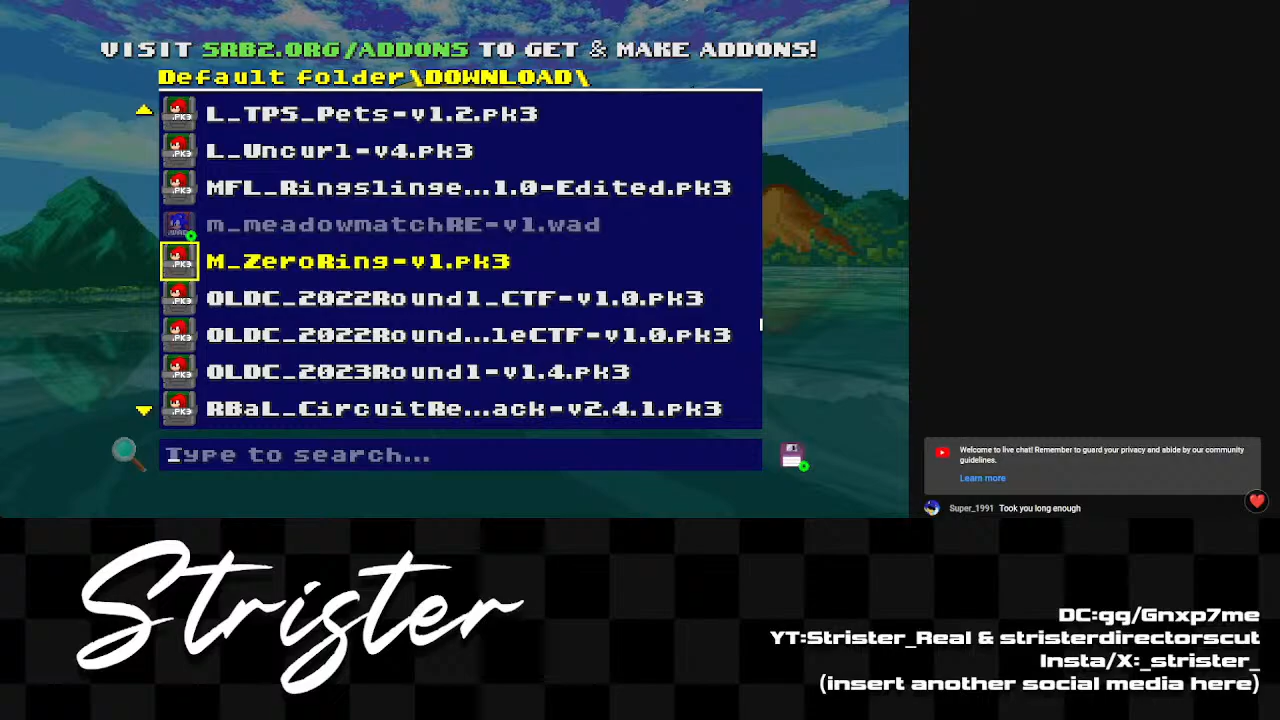 VISIT SRB2.ORG/ADDONS TO GET & MAKE ADDONS!
Default folder\DOWNLOAD\
L_TPS_Pets-v1.2.pk3
L_Uncurl-v4.pk3
MFL_Ringslinge...1.0-Edited.pk3
m_meadowmatchRE-v1.wad
M_ZeroRing-v1.pk3
OLDC_2022Round1_CTF-v1.0.pk3
OLDC_2022Rou​nd...leCTF-v1.0.pk3
OLDC_2023Round1-v1.4.pk3
RBaL_CircuitRe...ack-v2.4.1.pk3
Type to search...
Welcome to live chat! Remember to guard your privacy and abide by our community
guidelines.
Learn more
Super_1991 Took you long enough
Strister
DC:gg/Gnxp7me
YT:Strister_Real & stristerdirectorscut
Insta/X:_strister_
(insert another social media here)